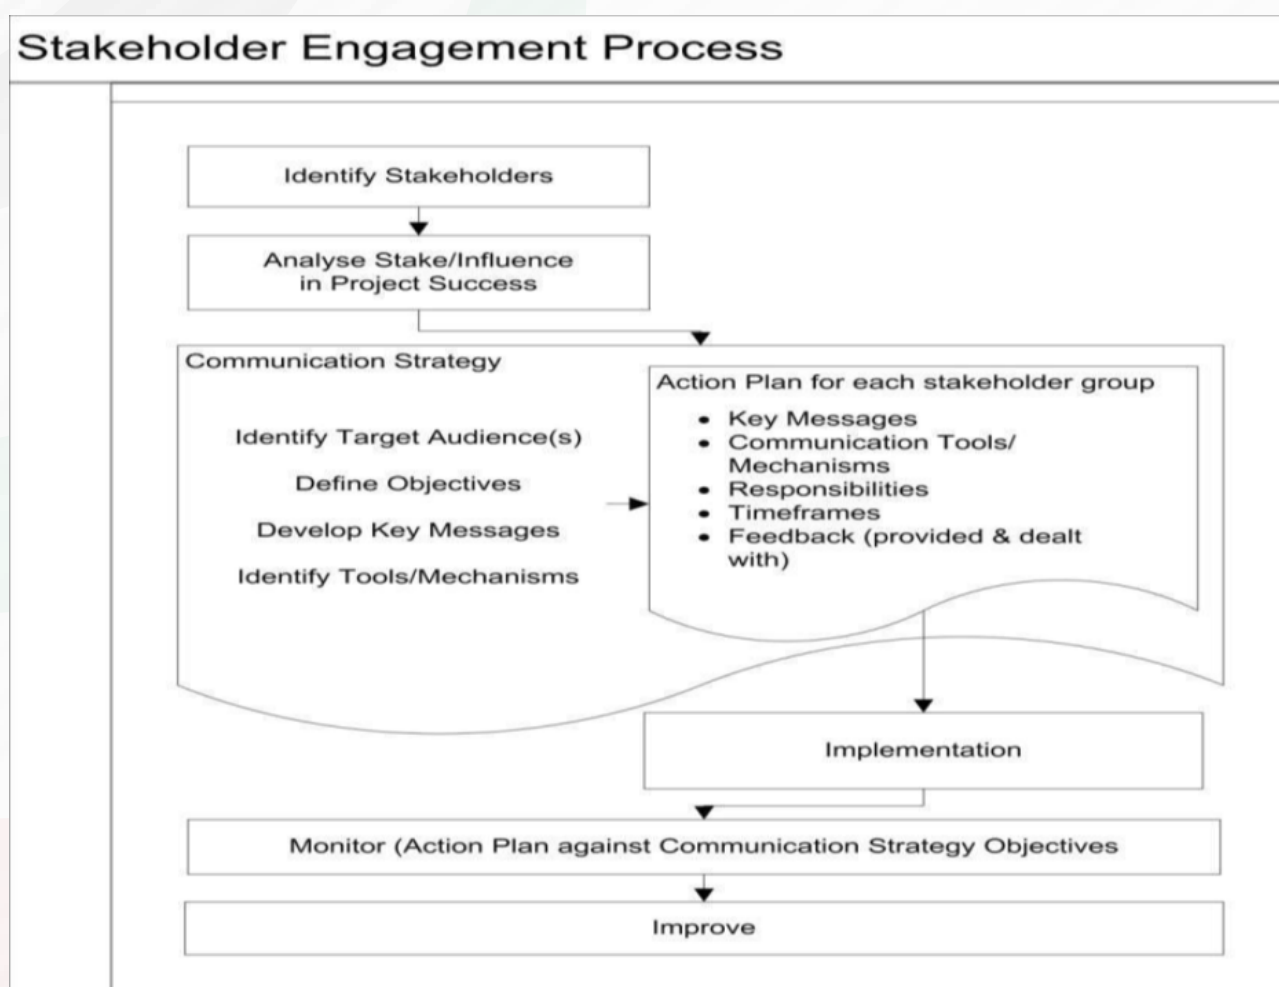 Stakeholder Engagement Process
Identify Stakeholders
Analyse Stake/Influence
in Project Success
Communication Strategy
Identify Target Audience(s)
Define Objectives
Develop Key Messages
Identify Tools/Mechanisms
Action Plan for each stakeholder group
• Key Messages
• Communication Tools/
Mechanisms
• Responsibilities
• Timeframes
• Feedback (provided & dealt
with)
Implementation
Monitor (Action Plan against Communication Strategy Objectives
Improve